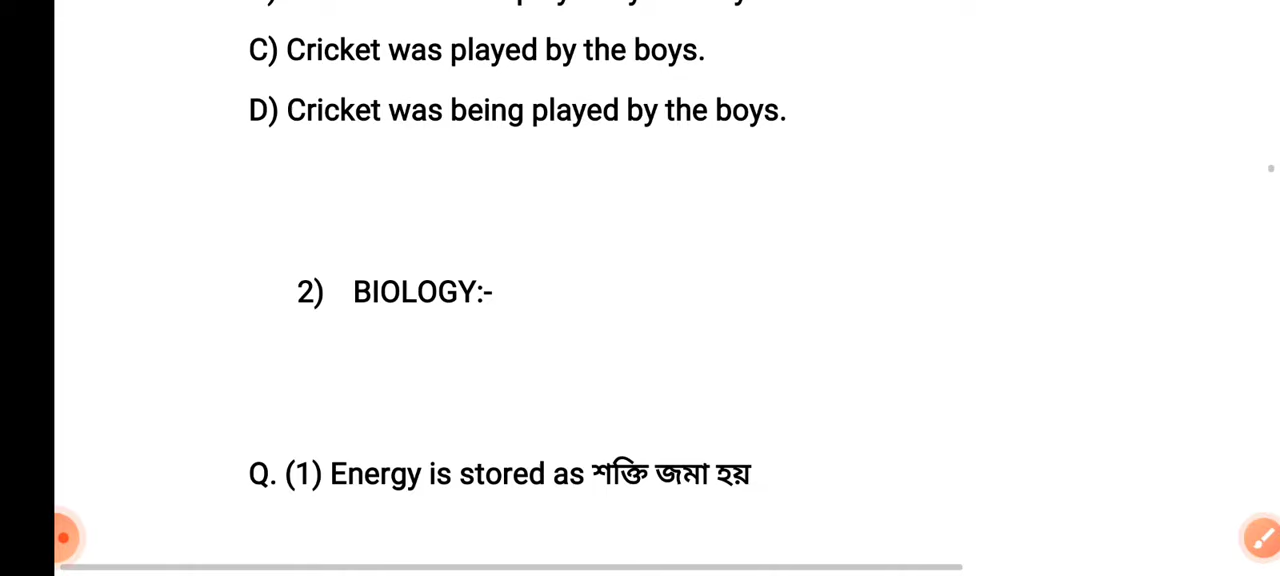 C) Cricket was played by the boys.
D) Cricket was being played by the boys.
2) BIOLOGY:-
Q. (1) Energy is stored as শক্তি জমা হয়